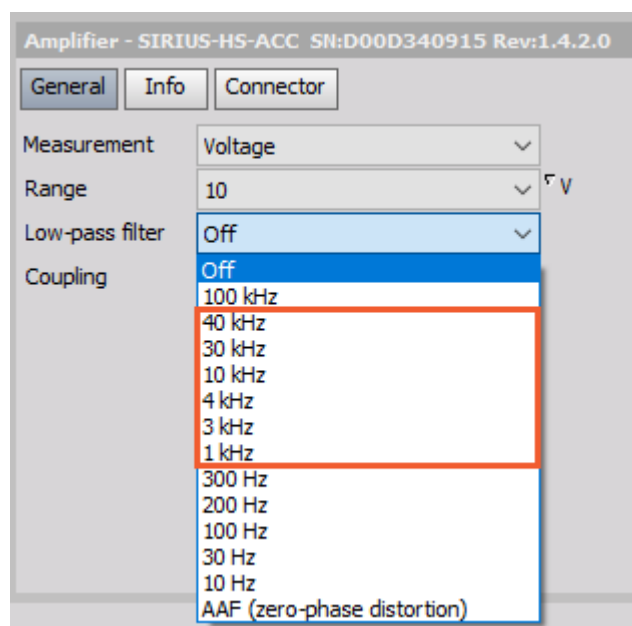 Amplifier - SIRIUS-HS-ACC SN:D00D340915 Rev:1.4.2.0
General Info Connector
Measurement Voltage
Range 10 V
Low-pass filter Off
Coupling
Off
100 kHz
40 kHz
30 kHz
10 kHz
4 kHz
3 kHz
1 kHz
300 Hz
200 Hz
100 Hz
30 Hz
10 Hz
AAF (zero-phase distortion)